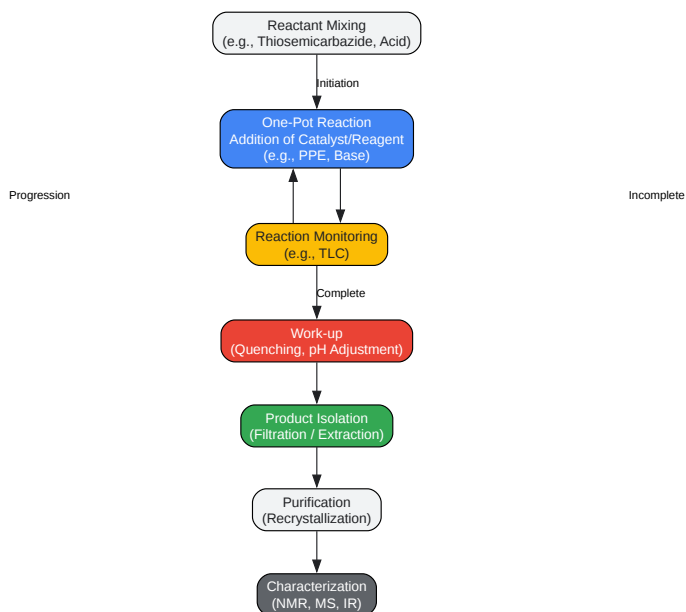 Reactant Mixing
(e.g., Thiosemicarbazide, Acid)
Initiation
One-Pot Reaction
Addition of Catalyst/Reagent
(e.g., PPE, Base)
Progression
Incomplete
Reaction Monitoring
(e.g., TLC)
Complete
Work-up
(Quenching, pH Adjustment)
Product Isolation
(Filtration / Extraction)
Purification
(Recrystallization)
Characterization
(NMR, MS, IR)